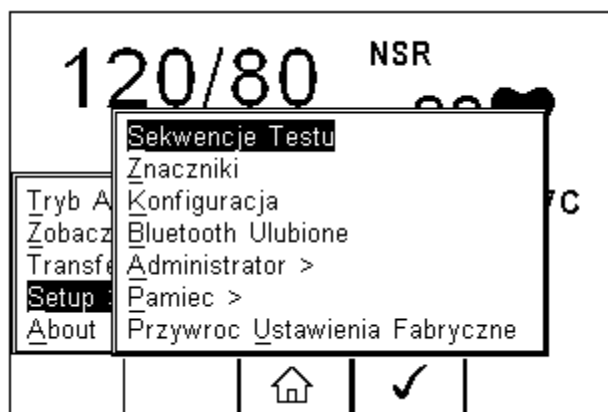 120/80
NSR
Sekwencje Testu
Znaczniki
Konfiguracja
Bluetooth Ulubione
Administrator >
Pamiec >
Przywroc Ustawienia Fabryczne
Tryb A
Zobacz
Transfe
Setup
About
C